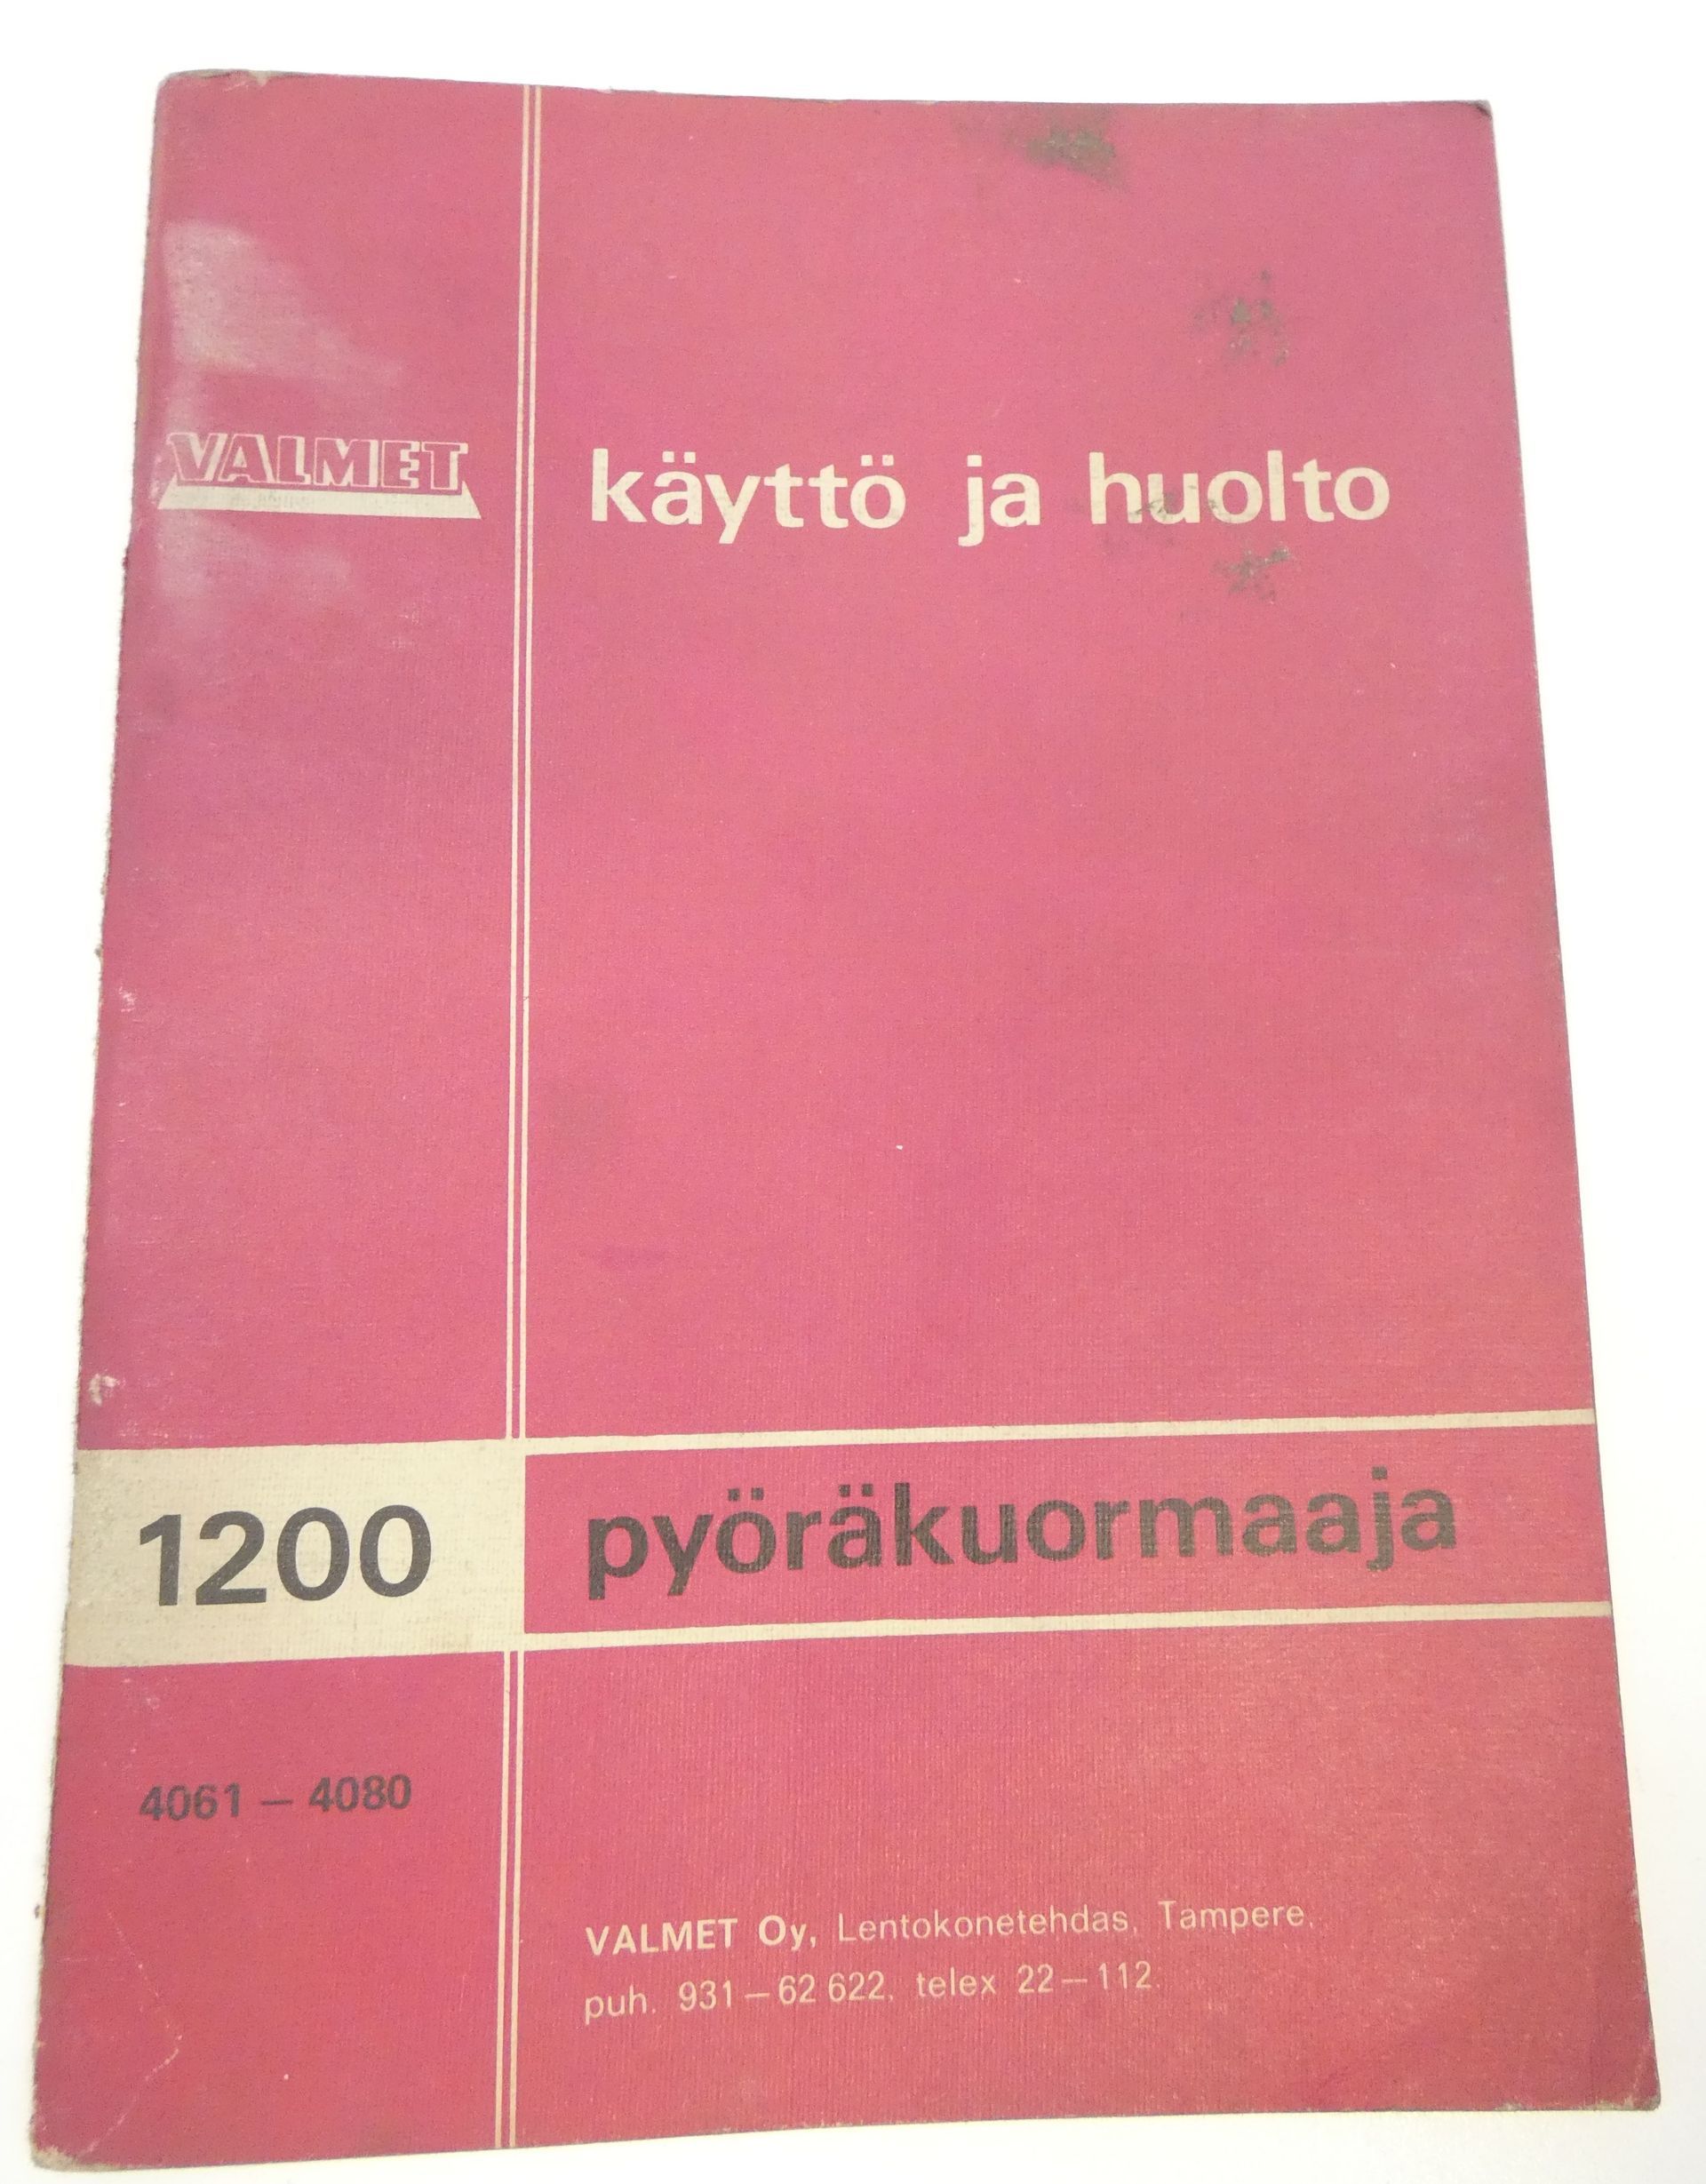 VALMET
käyttö ja huolto
1200 pyöräkuormaaja
4061 — 4080
VALMET Oy, Lentokonetehdas, Tampere.
puh. 931 — 62 622, telex 22 — 112.